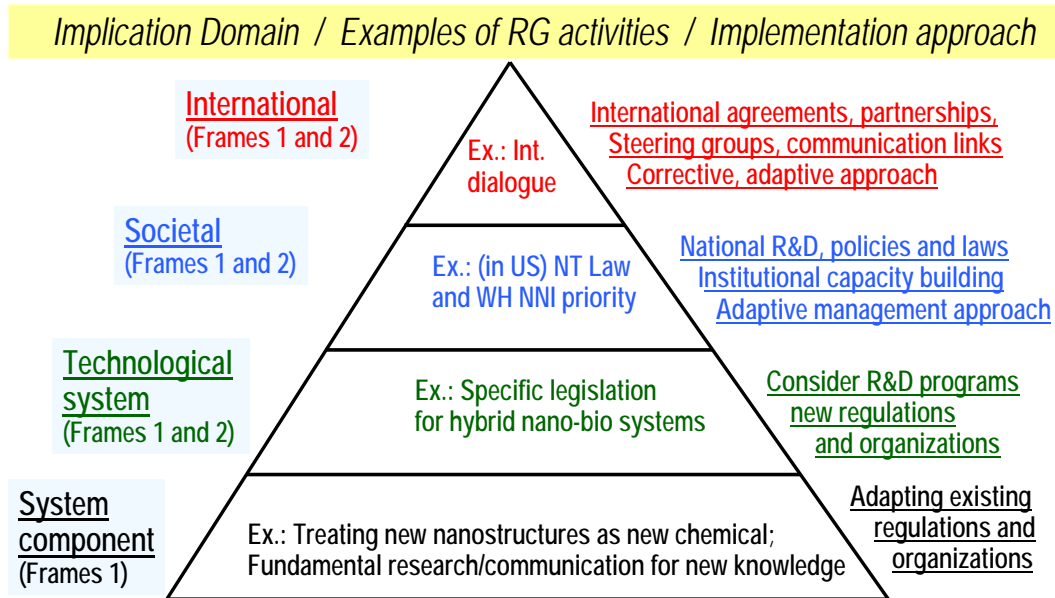 Implication Domain / Examples of RG activities / Implementation approach
International
(Frames 1 and 2)
Ex.: Int.
dialogue
International agreements, partnerships,
Steering groups, communication links
Corrective, adaptive approach
Societal
(Frames 1 and 2)
Ex.: (in US) NT Law
and WH NNI priority
National R&D, policies and laws
Institutional capacity building
Adaptive management approach
Technological
system
(Frames 1 and 2)
Ex.: Specific legislation
for hybrid nano-bio systems
Consider R&D programs
new regulations
and organizations
System
component
(Frames 1)
Ex.: Treating new nanostructures as new chemical;
Fundamental research/communication for new knowledge
Adapting existing
regulations and
organizations